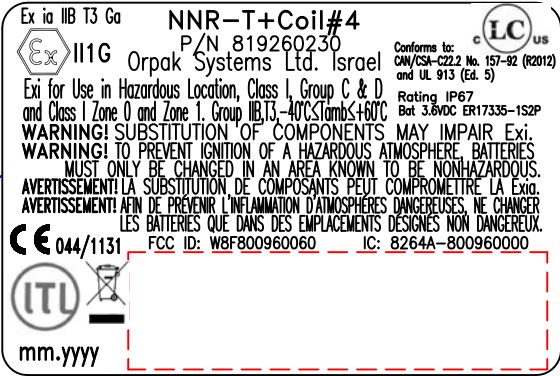 Ex ia IIB T3 Ga
NNR-T+Coil#4
c LC US
Ex II1G
P/N 819260230
Orpak Systems Ltd. Israel
Conforms to:
CAN/CSA-C22.2 No. 157-92 (R2012)
and UL 913 (Ed. 5)
Exi for Use in Hazardous Location, Class I, Group C & D
and Class I Zone 0 and Zone 1. Group IIB,T3,-40°C≤Tamb≤+60°C
Rating IP67
Bat 3.6VDC ER17335-1S2P
WARNING! SUBSTITUTION OF COMPONENTS MAY IMPAIR Exi.
WARNING! TO PREVENT IGNITION OF A HAZARDOUS ATMOSPHERE, BATTERIES
MUST ONLY BE CHANGED IN AN AREA KNOWN TO BE NONHAZARDOUS.
AVERTISSEMENT! LA SUBSTITUTION DE COMPOSANTS PEUT COMPROMETTRE LA Exia.
AVERTISSEMENT! AFIN DE PRÉVENIR L'INFLAMMATION D'ATMOSPHÈRES DANGEREUSES, NE CHANGER
LES BATTERIES QUE DANS DES EMPLACEMENTS DÉSIGNÉS NON DANGEREUX.
CE 044/1131
FCC ID: W8F800960060
IC: 8264A-800960000
ITL
mm.yyyy